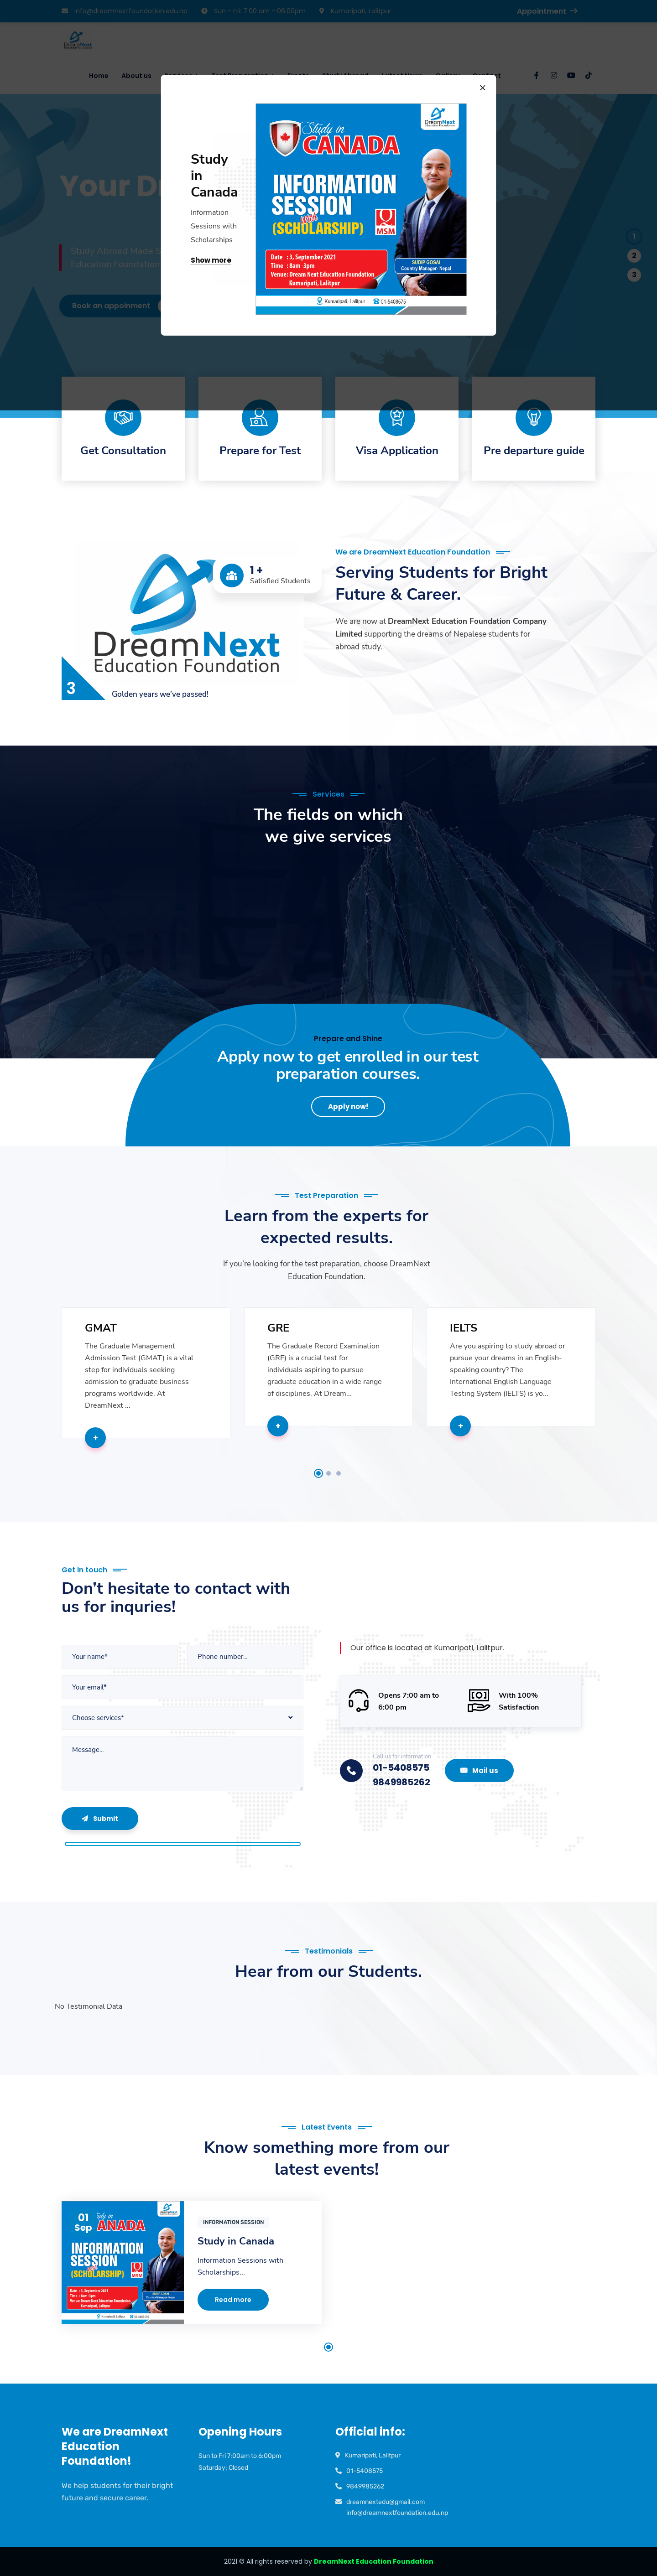 info@dreamnextfoundation.edu.np
Sun - Fri: 7:00 am - 06:00pm
Kumaripati, Lalitpur
Appointment
DreamNext
Home
About us
Contact
Your D
Study Abroad Made
Education Foundation
Book an appoinment
1
2
3
×
Study
in
Canada
Information
Sessions with
Scholarships
Show more
DreamNext
Study in
CANADA
INFORMATION
SESSION
with
(SCHOLARSHIP)
MSM
Date : 3, September 2021
Time : 8am -3pm
Venue: Dream Next Education Foundation
Kumaripati, Lalitpur
SUDIP GOSAI
Country Manager- Nepal
Kumaripati, Lalitpur
01-5408575
Get Consultation
Prepare for Test
Visa Application
Pre departure guide
DreamNext
Education Foundation
1 +
Satisfied Students
3
Golden years we've passed!
We are DreamNext Education Foundation
Serving Students for Bright
Future & Career.
We are now at DreamNext Education Foundation Company
Limited supporting the dreams of Nepalese students for
abroad study.
Services
The fields on which
we give services
Prepare and Shine
Apply now to get enrolled in our test
preparation courses.
Apply now!
Test Preparation
Learn from the experts for
expected results.
If you're looking for the test preparation, choose DreamNext
Education Foundation.
GMAT
The Graduate Management
Admission Test (GMAT) is a vital
step for individuals seeking
admission to graduate business
programs worldwide. At
DreamNext ...
+
GRE
The Graduate Record Examination
(GRE) is a crucial test for
individuals aspiring to pursue
graduate education in a wide range
of disciplines. At Dream...
+
IELTS
Are you aspiring to study abroad or
pursue your dreams in an English-
speaking country? The
International English Language
Testing System (IELTS) is yo...
+
Get in touch
Don't hesitate to contact with
us for inquries!
Your name*
Phone number...
Your email*
Choose services*
Message...
Submit
Our office is located at Kumaripati, Lalitpur.
Opens 7:00 am to
6:00 pm
With 100%
Satisfaction
Call us for information
01-5408575
9849985262
Mail us
Testimonials
Hear from our Students.
No Testimonial Data
Latest Events
Know something more from our
latest events!
01
Sep
ANADA
INFORMATION
SESSION
(SCHOLARSHIP)
MSM
INFORMATION SESSION
Study in Canada
Information Sessions with
Scholarships...
Read more
We are DreamNext
Education
Foundation!
We help students for their bright
future and secure career.
Opening Hours
Sun to Fri 7:00am to 6:00pm
Saturday: Closed
Official info:
Kumaripati, Lalitpur
01-5408575
9849985262
dreamnextedu@gmail.com
info@dreamnextfoundation.edu.np
2021 © All rights reserved by DreamNext Education Foundation